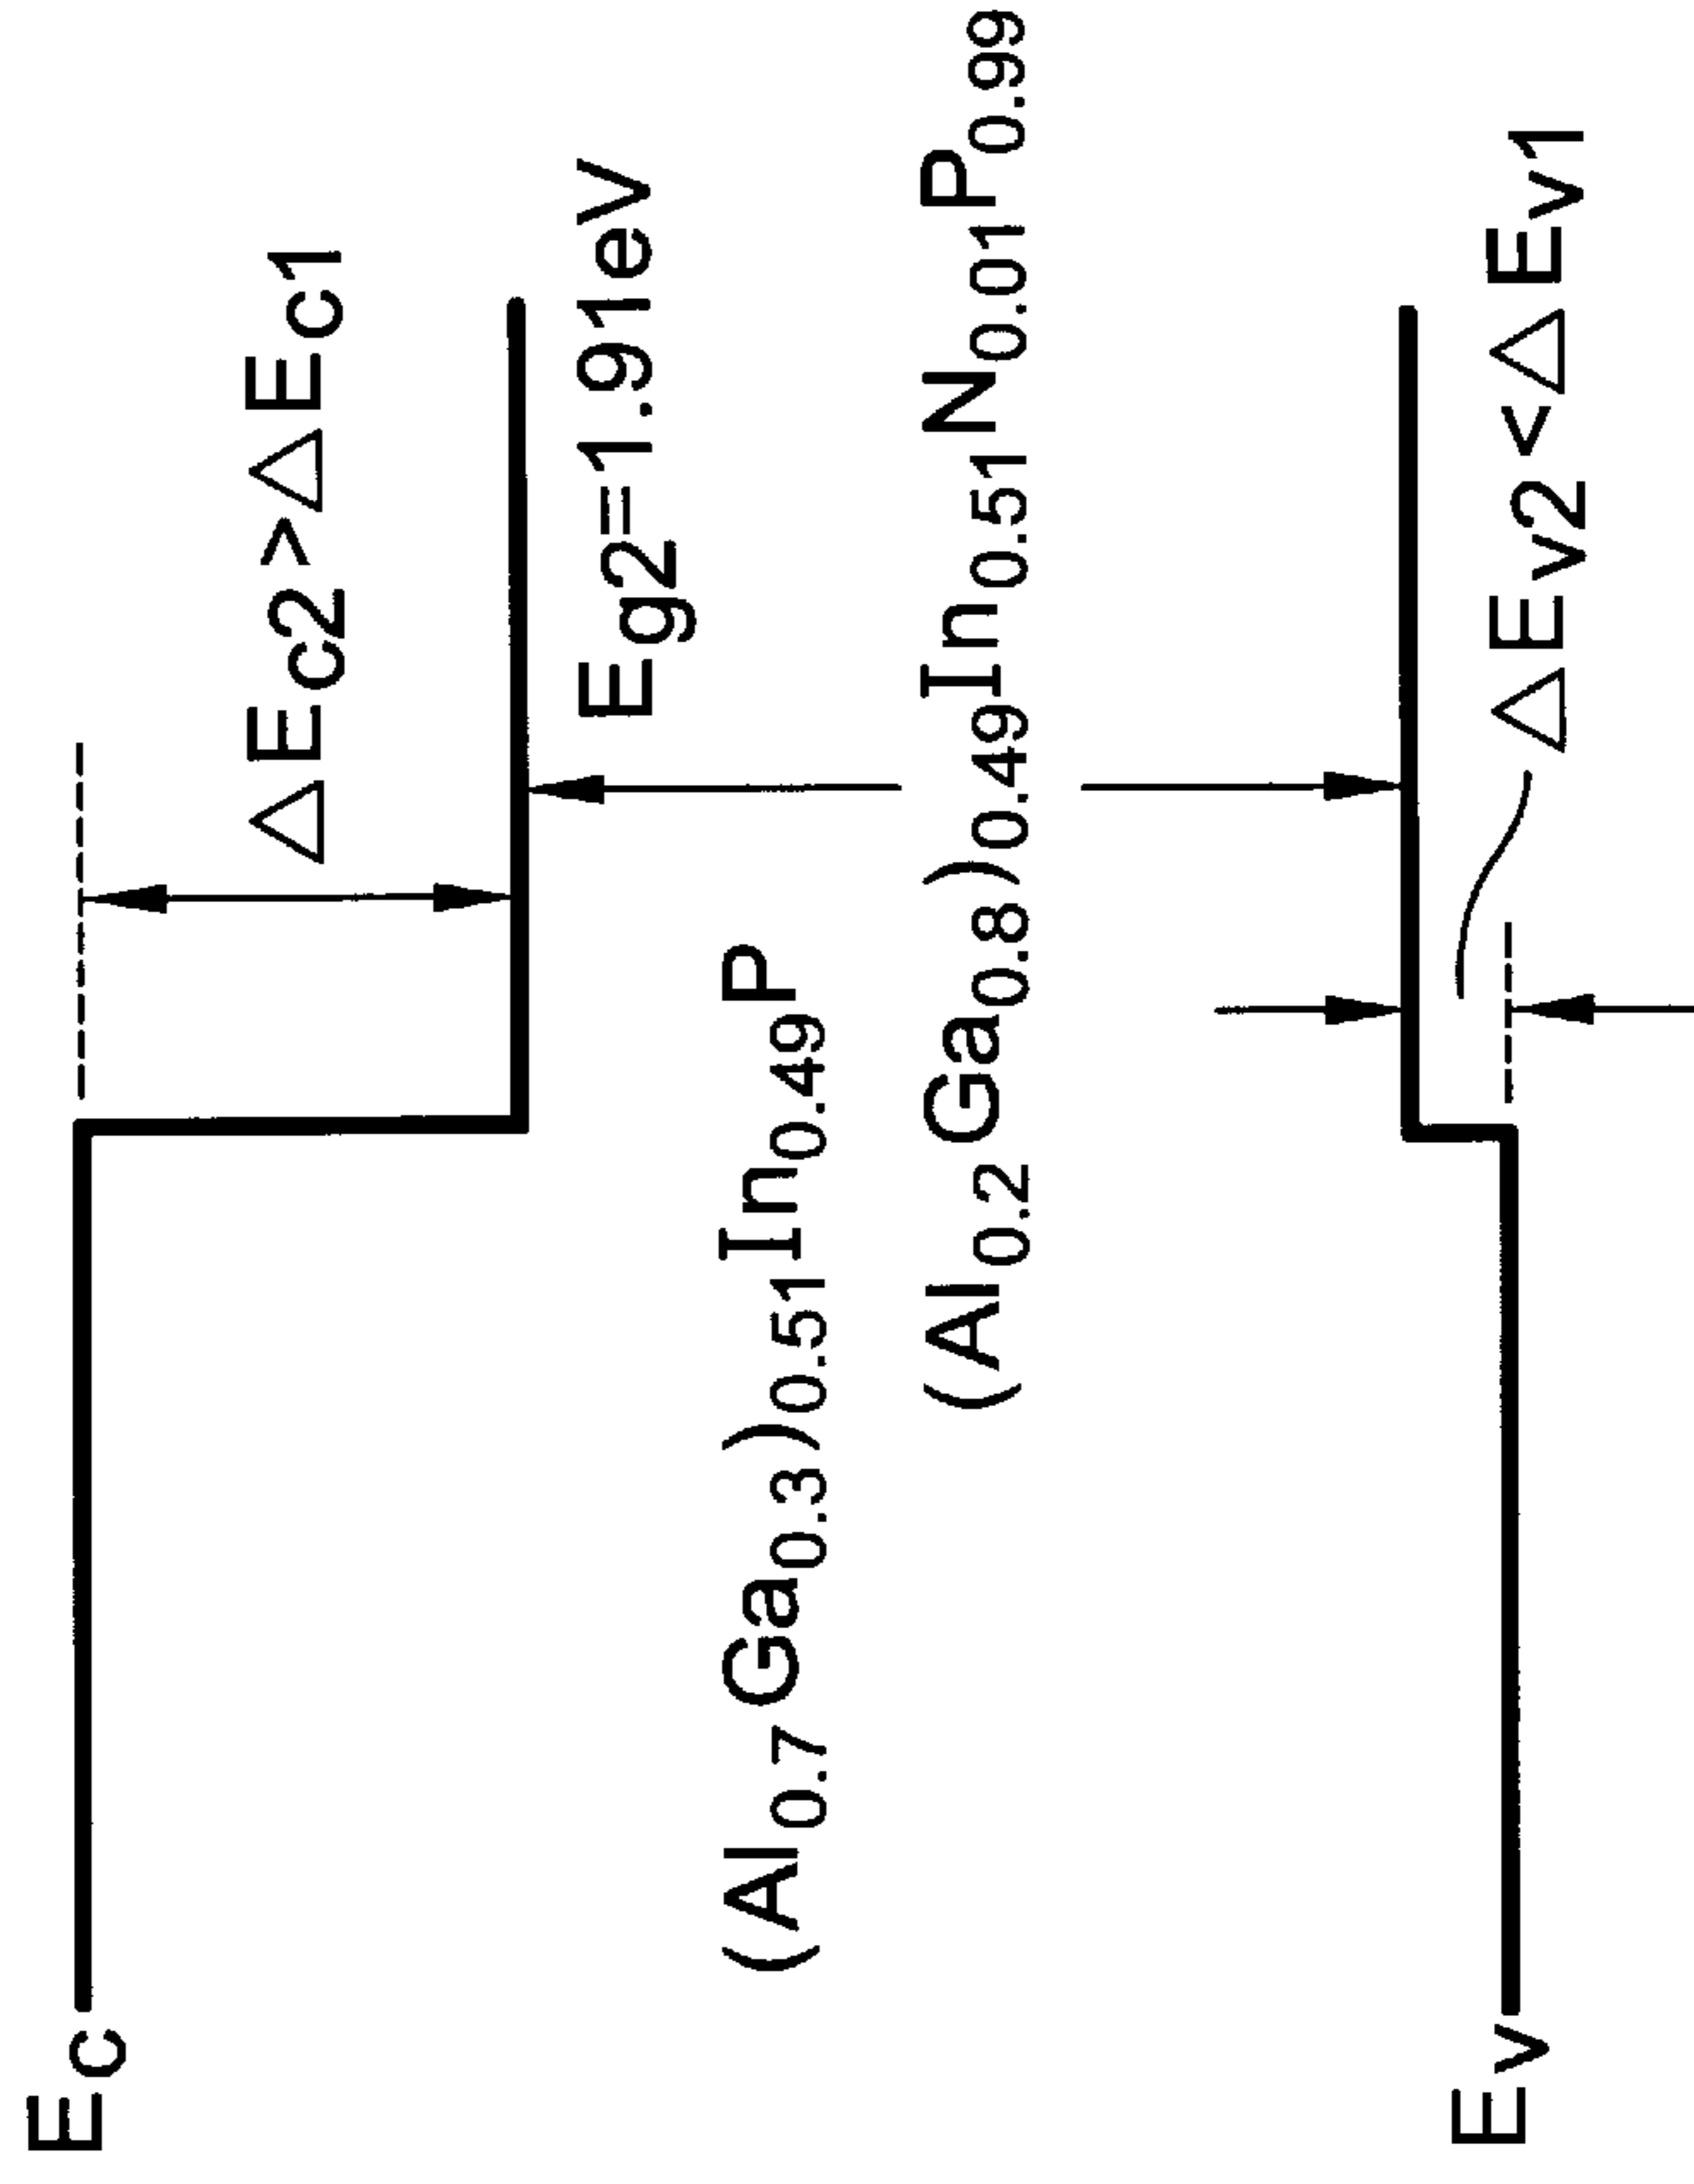 Ec
ΔEc2>ΔEc1
Eg2=1.91eV
(Al0.7Ga0.3)0.51In0.49P
(Al0.2Ga0.8)0.49In0.51N0.01P0.99
Ev
ΔEv2<ΔEv1